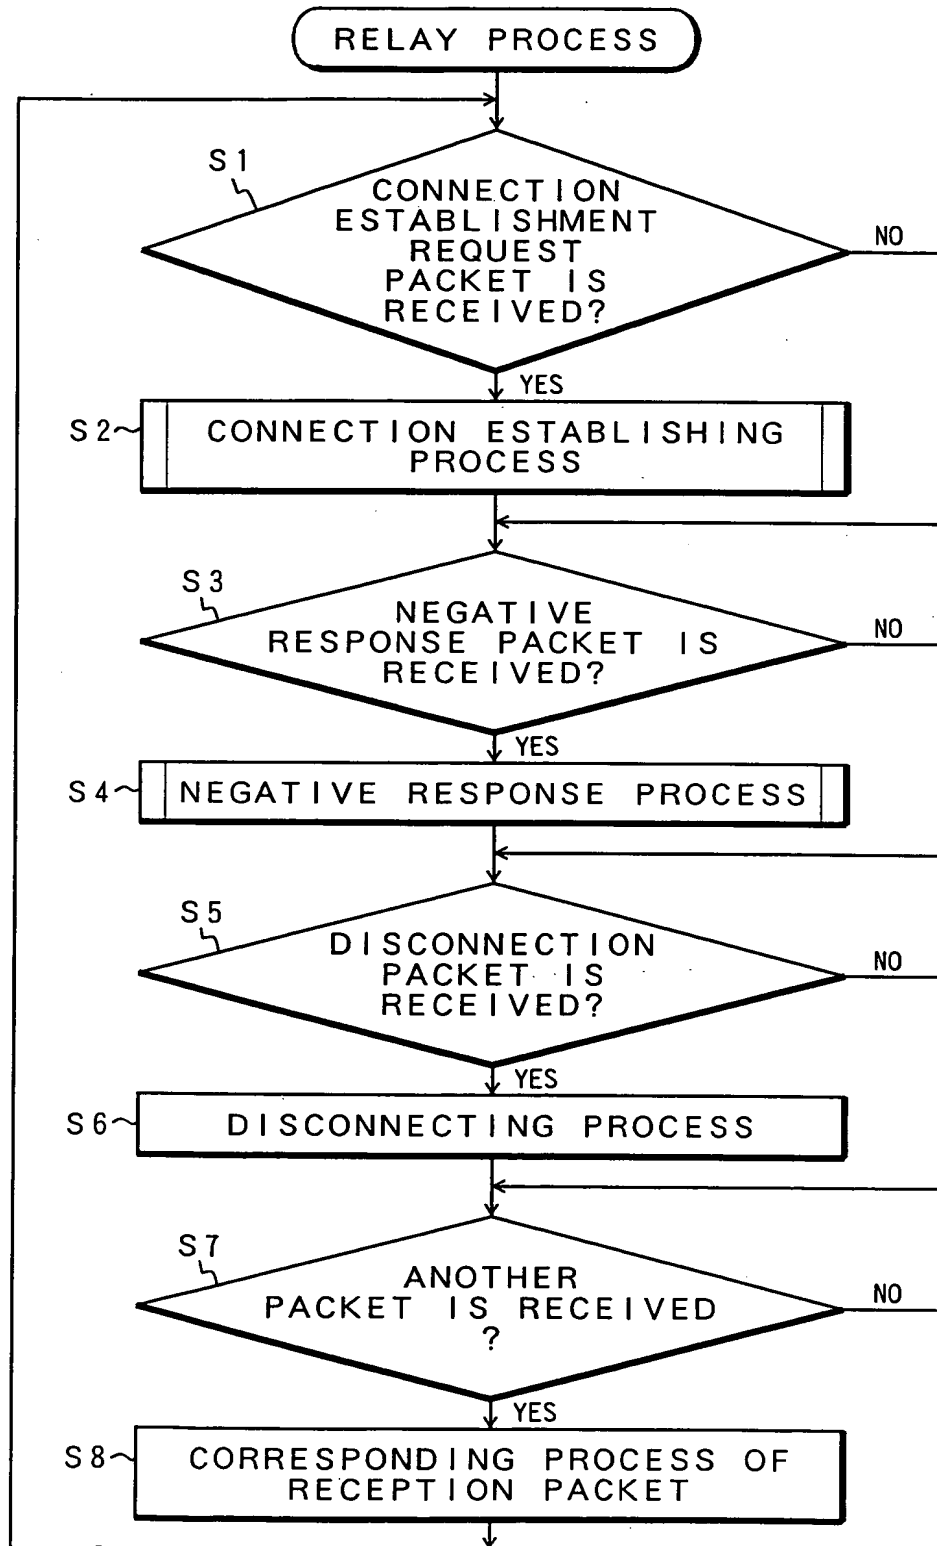 RELAY PROCESS
S1
CONNECTION
ESTABLISHMENT
REQUEST
PACKET IS
RECEIVED?
NO
YES
S2
CONNECTION ESTABLISHING
PROCESS
S3
NEGATIVE
RESPONSE PACKET IS
RECEIVED?
NO
YES
S4
NEGATIVE RESPONSE PROCESS
S5
DISCONNECTION
PACKET IS
RECEIVED?
NO
YES
S6
DISCONNECTING PROCESS
S7
ANOTHER
PACKET IS RECEIVED
?
NO
YES
S8
CORRESPONDING PROCESS OF
RECEPTION PACKET